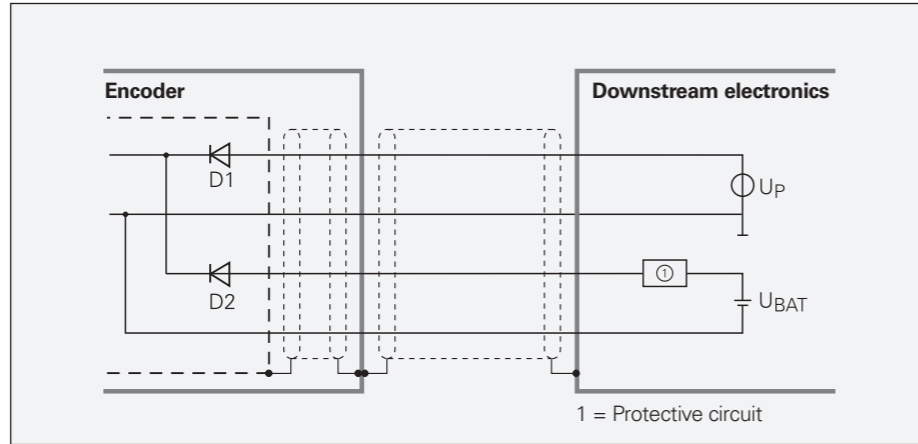 Encoder
Downstream electronics
D1
UP
D2
①
UBAT
1 = Protective circuit